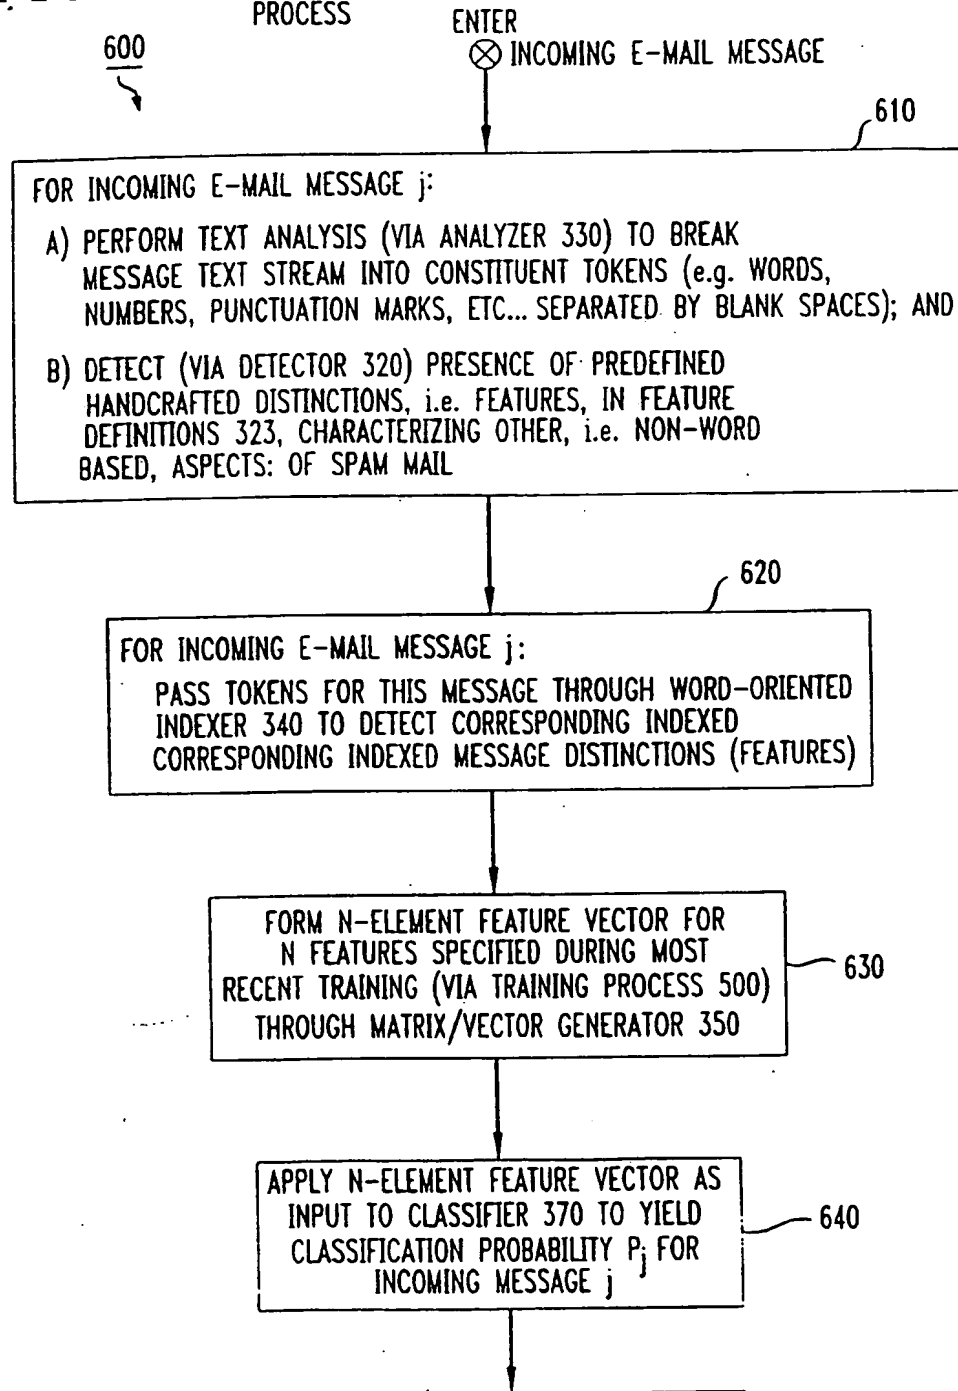 PROCESS
ENTER
600
INCOMING E-MAIL MESSAGE
610
FOR INCOMING E-MAIL MESSAGE j:
A) PERFORM TEXT ANALYSIS (VIA ANALYZER 330) TO BREAK
MESSAGE TEXT STREAM INTO CONSTITUENT TOKENS (e.g. WORDS,
NUMBERS, PUNCTUATION MARKS, ETC... SEPARATED BY BLANK SPACES); AND
B) DETECT (VIA DETECTOR 320) PRESENCE OF PREDEFINED
HANDCRAFTED DISTINCTIONS, i.e. FEATURES, IN FEATURE
DEFINITIONS 323, CHARACTERIZING OTHER, i.e. NON-WORD
BASED, ASPECTS: OF SPAM MAIL
620
FOR INCOMING E-MAIL MESSAGE j:
PASS TOKENS FOR THIS MESSAGE THROUGH WORD-ORIENTED
INDEXER 340 TO DETECT CORRESPONDING INDEXED
CORRESPONDING INDEXED MESSAGE DISTINCTIONS (FEATURES)
FORM N-ELEMENT FEATURE VECTOR FOR
N FEATURES SPECIFIED DURING MOST
RECENT TRAINING (VIA TRAINING PROCESS 500)
THROUGH MATRIX/VECTOR GENERATOR 350
630
APPLY N-ELEMENT FEATURE VECTOR AS
INPUT TO CLASSIFIER 370 TO YIELD
CLASSIFICATION PROBABILITY Pj FOR
INCOMING MESSAGE j
640